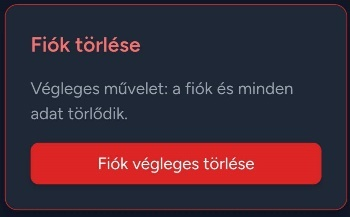 Fiók törlése
Végleges művelet: a fiók és minden
adat törlődik.
Fiók végleges törlése